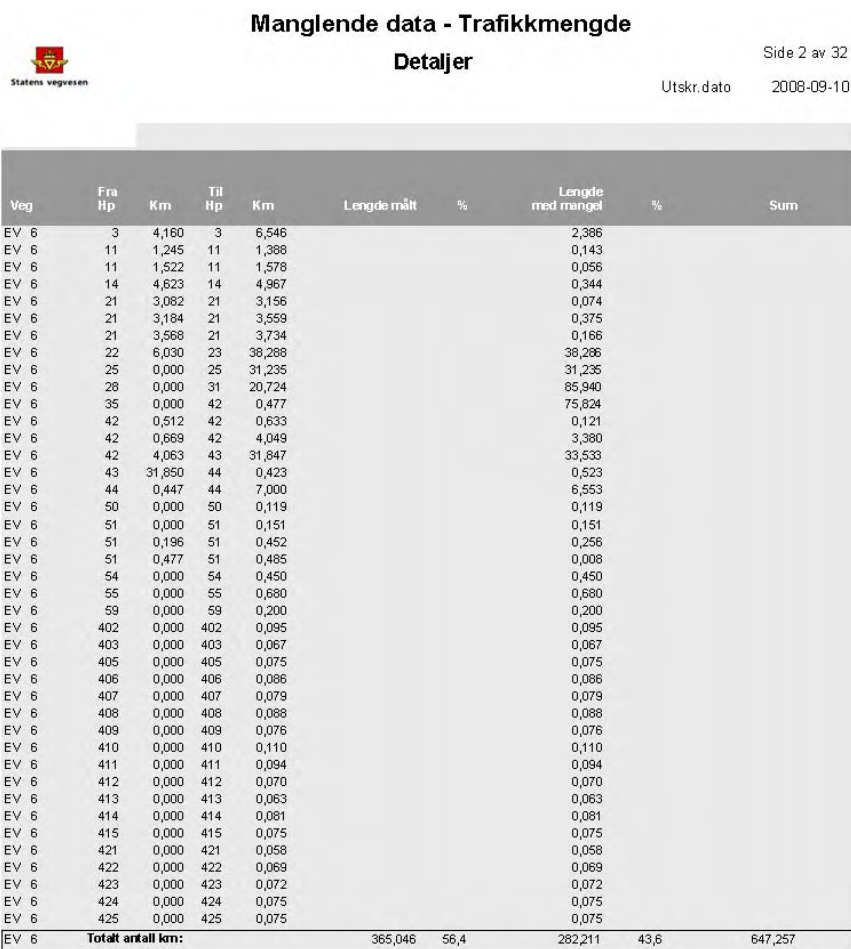 Manglende data - Trafikkmengde
Detaljer
Side 2 av 32
Statens vegvesen
Utskr.dato 2008-09-10
Veg Fra Hp Km Til Hp Km Lengde målt % Lengde med mangel % Sum
EV 6 3 4,160 3 6,546 2,386
EV 6 11 1,245 11 1,388 0,143
EV 6 11 1,522 11 1,578 0,056
EV 6 14 4,623 14 4,967 0,344
EV 6 21 3,082 21 3,156 0,074
EV 6 21 3,184 21 3,559 0,375
EV 6 21 3,568 21 3,734 0,166
EV 6 22 6,030 23 38,288 38,286
EV 6 25 0,000 25 31,235 31,235
EV 6 28 0,000 31 20,724 85,940
EV 6 35 0,000 42 0,477 75,824
EV 6 42 0,512 42 0,633 0,121
EV 6 42 0,669 42 4,049 3,380
EV 6 42 4,063 43 31,847 33,533
EV 6 43 31,850 44 0,423 0,523
EV 6 44 0,447 44 7,000 6,553
EV 6 50 0,000 50 0,119 0,119
EV 6 51 0,000 51 0,151 0,151
EV 6 51 0,196 51 0,452 0,256
EV 6 51 0,477 51 0,485 0,008
EV 6 54 0,000 54 0,450 0,450
EV 6 55 0,000 55 0,680 0,680
EV 6 59 0,000 59 0,200 0,200
EV 6 402 0,000 402 0,095 0,095
EV 6 403 0,000 403 0,067 0,067
EV 6 405 0,000 405 0,075 0,075
EV 6 406 0,000 406 0,086 0,086
EV 6 407 0,000 407 0,079 0,079
EV 6 408 0,000 408 0,088 0,088
EV 6 409 0,000 409 0,076 0,076
EV 6 410 0,000 410 0,110 0,110
EV 6 411 0,000 411 0,094 0,094
EV 6 412 0,000 412 0,070 0,070
EV 6 413 0,000 413 0,063 0,063
EV 6 414 0,000 414 0,081 0,081
EV 6 415 0,000 415 0,075 0,075
EV 6 421 0,000 421 0,058 0,058
EV 6 422 0,000 422 0,069 0,069
EV 6 423 0,000 423 0,072 0,072
EV 6 424 0,000 424 0,075 0,075
EV 6 425 0,000 425 0,075 0,075
EV 6 Totalt antall km: 365,046 56,4 282,211 43,6 647,257